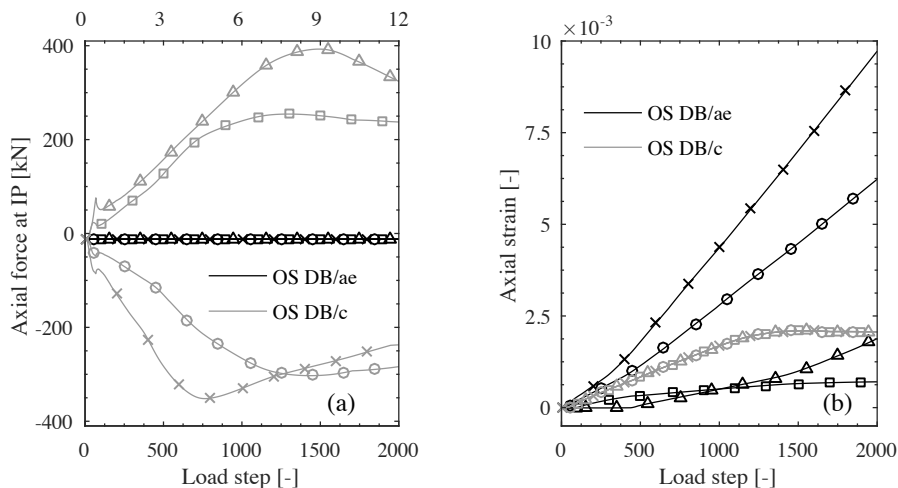 0 3 6 9 12
400
200
0
-200
-400
Axial force at IP [kN]
OS DB/ae
OS DB/c
(a)
0 500 1000 1500 2000
Load step [-]
×10⁻³
10
7.5
5
2.5
0
Axial strain [-]
OS DB/ae
OS DB/c
(b)
0 500 1000 1500 2000
Load step [-]